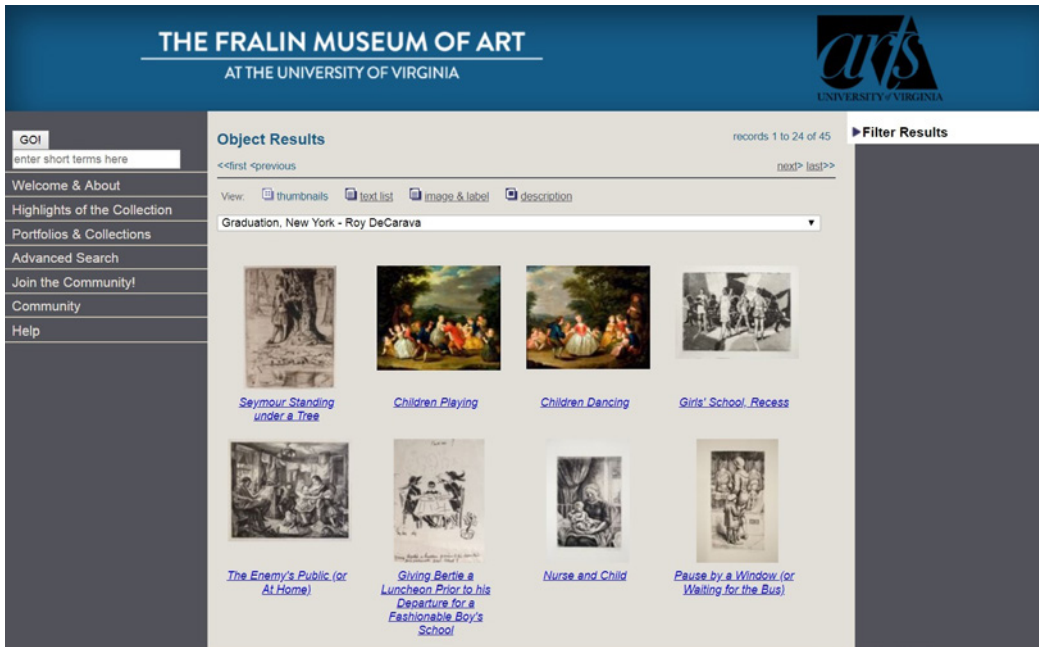 THE FRALIN MUSEUM OF ART
AT THE UNIVERSITY OF VIRGINIA
arts
UNIVERSITY of VIRGINIA
GO!
enter short terms here
Welcome & About
Highlights of the Collection
Portfolios & Collections
Advanced Search
Join the Community!
Community
Help
Object Results
records 1 to 24 of 45
<<first <previous
next> last>>
View: thumbnails text list image & label description
Graduation, New York - Roy DeCarava
Seymour Standing
under a Tree
Children Playing
Children Dancing
Girls' School, Recess
The Enemy's Public (or
At Home)
Giving Bertie a
Luncheon Prior to his
Departure for a
Fashionable Boy's
School
Nurse and Child
Pause by a Window (or
Waiting for the Bus)
Filter Results